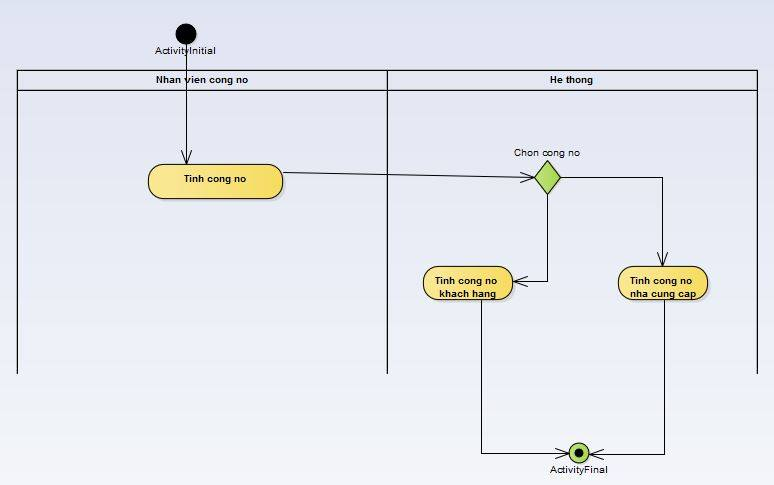 ActivityInitial
Nhan vien cong no
He thong
Chon cong no
Tinh cong no
Tinh cong no
khach hang
Tinh cong no
nha cung cap
ActivityFinal